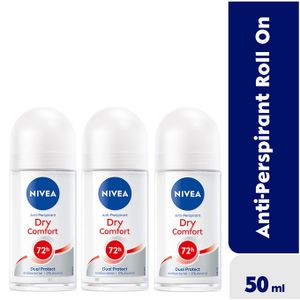 NIVEA
Anti-Perspirant
Dry
Comfort
72h
Dual Protect
NIVEA
Anti-Perspirant
Dry
Comfort
72h
Dual Protect
NIVEA
Anti-Perspirant
Dry
Comfort
72h
Dual Protect
Anti-Perspirant Roll On
50 ml